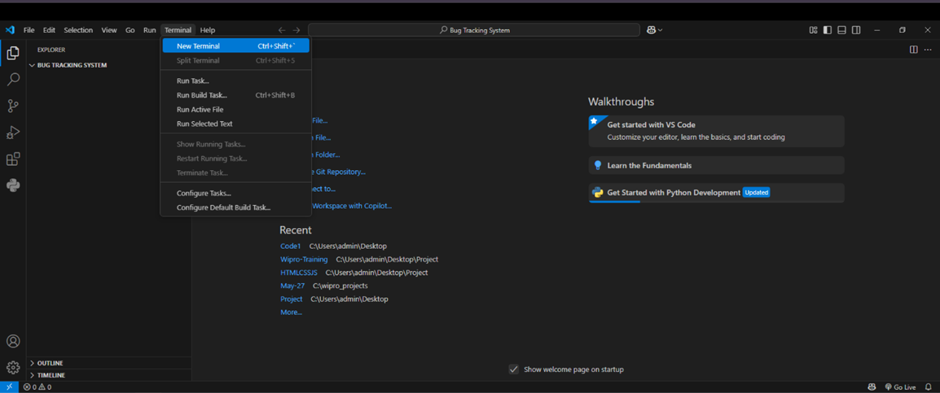 File Edit Selection View Go Run Terminal Help
Bug Tracking System
EXPLORER
BUG TRACKING SYSTEM
New Terminal Ctrl+Shift+`
Split Terminal Ctrl+Shift+5
Run Task...
Run Build Task... Ctrl+Shift+B
Run Active File
Run Selected Text
Show Running Tasks...
Restart Running Task...
Terminate Task...
Configure Tasks...
Configure Default Build Task...
File...
File...
Folder...
Git Repository...
to...
Workspace with Copilot...
Recent
Code1 C:\Users\admin\Desktop
Wipro-Training C:\Users\admin\Desktop\Project
HTMLCSSJS C:\Users\admin\Desktop\Project
May-27 C:\wipro_projects
Project C:\Users\admin\Desktop
More...
Walkthroughs
Get started with VS Code
Customize your editor, learn the basics, and start coding
Learn the Fundamentals
Get Started with Python Development Updated
Show welcome page on startup
OUTLINE
TIMELINE
0 0
Go Live